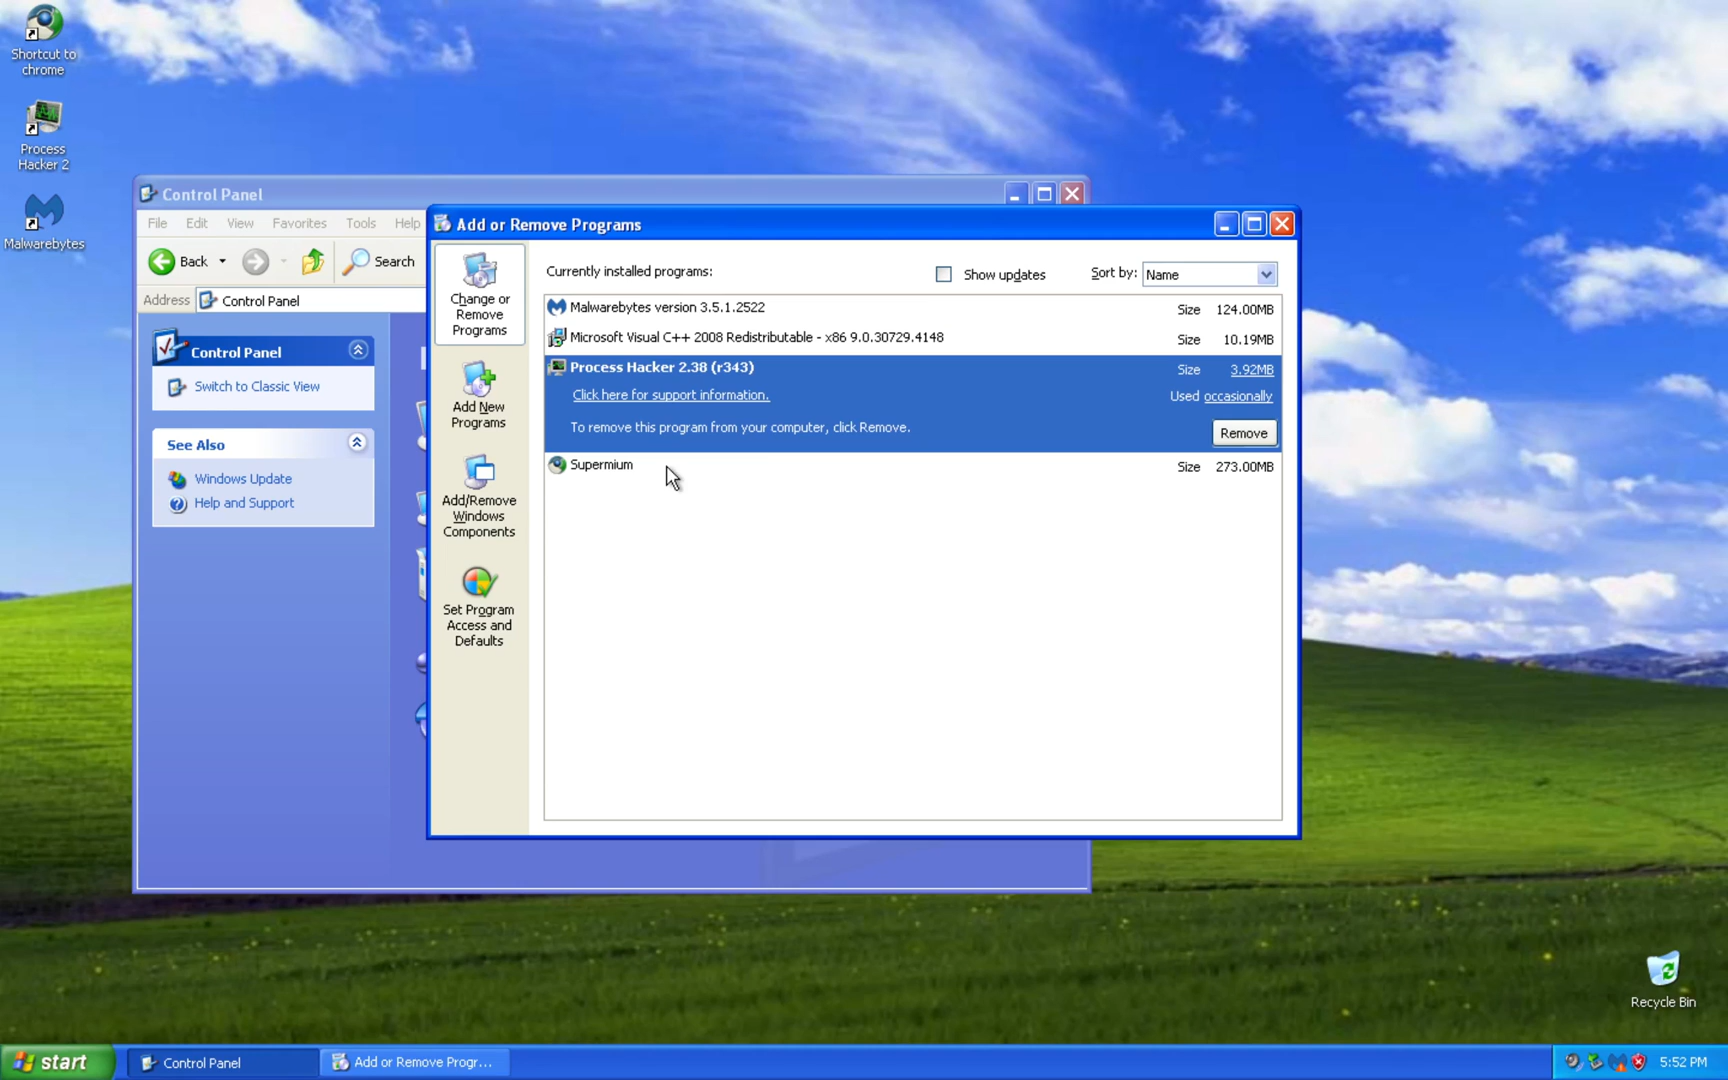 Shortcut to
chrome
Process
Hacker 2
Malwarebytes
Control Panel
File Edit View Favorites Tools Help
Back Search
Address Control Panel
Control Panel
Switch to Classic View
See Also
Windows Update
Help and Support
Add or Remove Programs
Change or
Remove
Programs
Add New
Programs
Add/Remove
Windows
Components
Set Program
Access and
Defaults
Currently installed programs: Show updates Sort by: Name
Malwarebytes version 3.5.1.2522 Size 124.00MB
Microsoft Visual C++ 2008 Redistributable - x86 9.0.30729.4148 Size 10.19MB
Process Hacker 2.38 (r343) Size 3.92MB
Click here for support information. Used occasionally
To remove this program from your computer, click Remove. Remove
Supermium Size 273.00MB
Recycle Bin
start Control Panel Add or Remove Progr... 5:52 PM